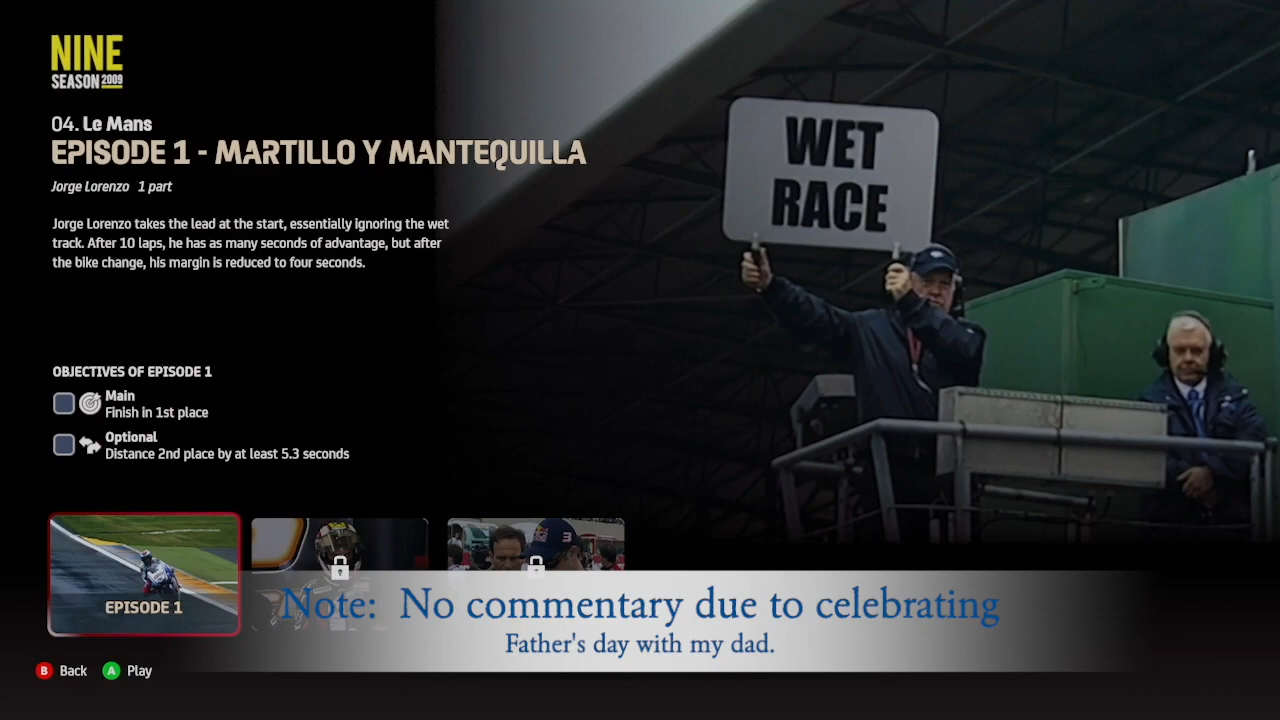 NINE
SEASON 2009
04. Le Mans
EPISODE 1 - MARTILLO Y MANTEQUILLA
Jorge Lorenzo 1 part
Jorge Lorenzo takes the lead at the start, essentially ignoring the wet
track. After 10 laps, he has as many seconds of advantage, but after
the bike change, his margin is reduced to four seconds.
WET
RACE
OBJECTIVES OF EPISODE 1
Main
Finish in 1st place
Optional
Distance 2nd place by at least 5.3 seconds
3
EPISODE 1
Note: No commentary due to celebrating
Father's day with my dad.
B Back A Play